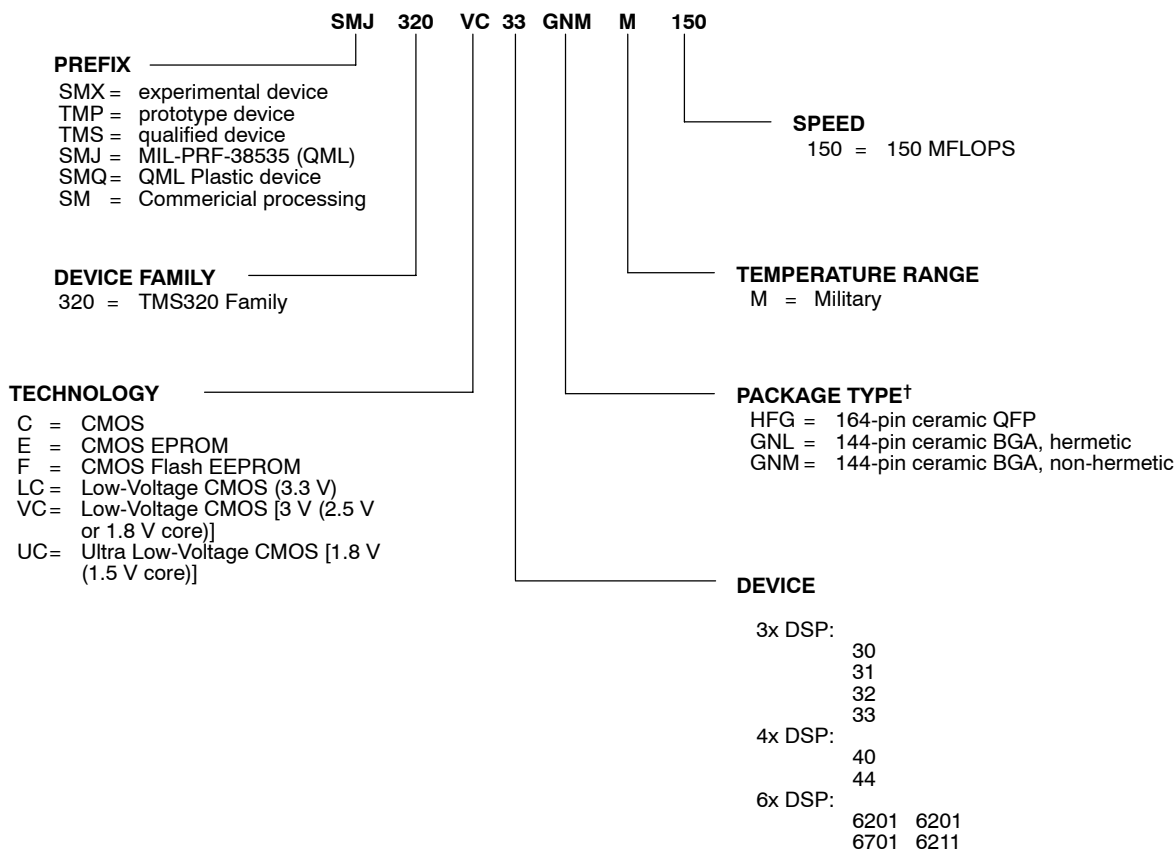 SMJ 320 VC 33 GNM M 150
PREFIX
SMX = experimental device
TMP = prototype device
TMS = qualified device
SMJ = MIL-PRF-38535 (QML)
SMQ = QML Plastic device
SM = Commericial processing
SPEED
150 = 150 MFLOPS
DEVICE FAMILY
320 = TMS320 Family
TEMPERATURE RANGE
M = Military
TECHNOLOGY
C = CMOS
E = CMOS EPROM
F = CMOS Flash EEPROM
LC = Low-Voltage CMOS (3.3 V)
VC = Low-Voltage CMOS [3 V (2.5 V
or 1.8 V core)]
UC = Ultra Low-Voltage CMOS [1.8 V
(1.5 V core)]
PACKAGE TYPE†
HFG = 164-pin ceramic QFP
GNL = 144-pin ceramic BGA, hermetic
GNM = 144-pin ceramic BGA, non-hermetic
DEVICE
3x DSP:
30
31
32
33
4x DSP:
40
44
6x DSP:
6201 6201
6701 6211